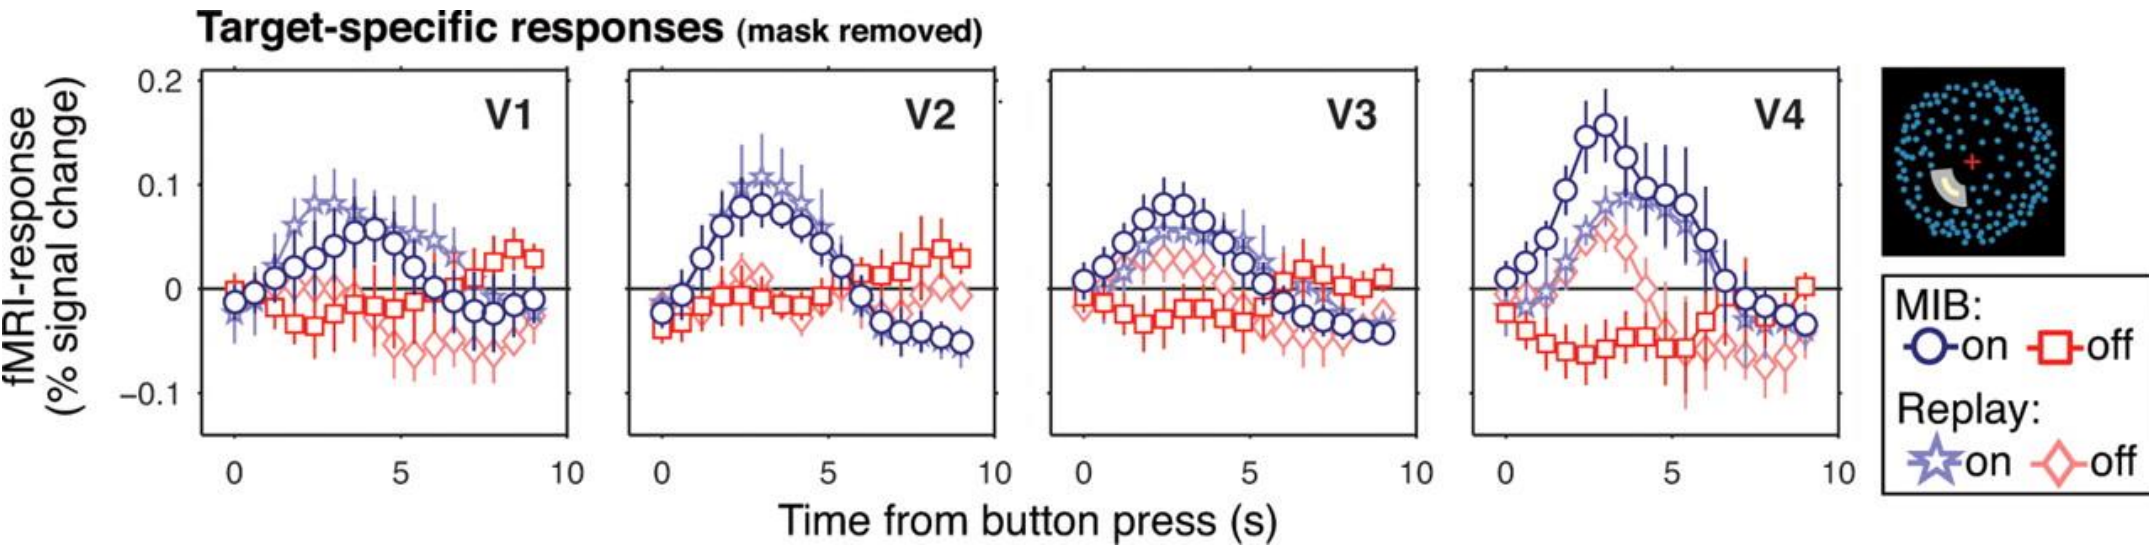 Target-specific responses (mask removed)
fMRI-response
(% signal change)
0.2
0.1
0
−0.1
V1
V2
V3
V4
0 5 10
0 5 10
0 5 10
0 5 10
Time from button press (s)
MIB:
on off
Replay:
on off